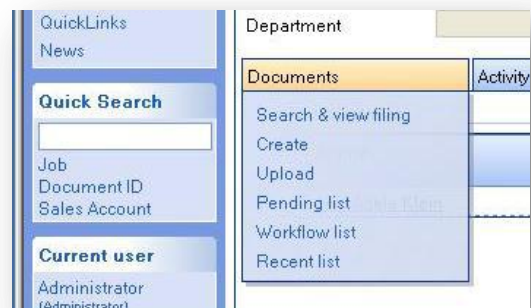 QuickLinks
News
Quick Search
Job
Document ID
Sales Account
Current user
Administrator
(Administrator)
Department
Documents
Activity
Search & view filing
Create
Upload
Pending list
Workflow list
Recent list